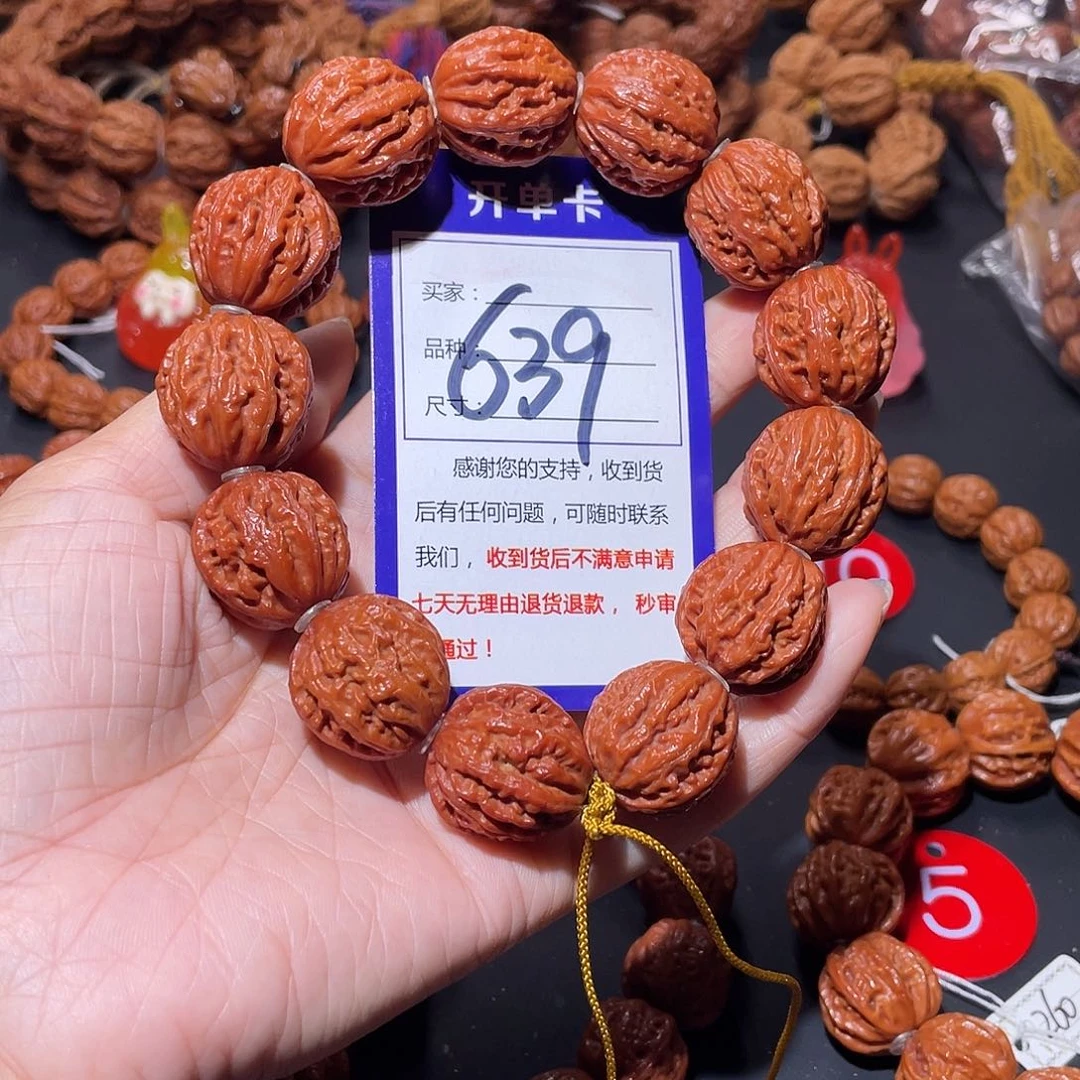 开单卡
买家：
品种
尺寸：
639
感谢您的支持，收到货
后有任何问题，可随时联系
我们，收到货后不满意申请
七天无理由退货退款，秒审
通过！
5